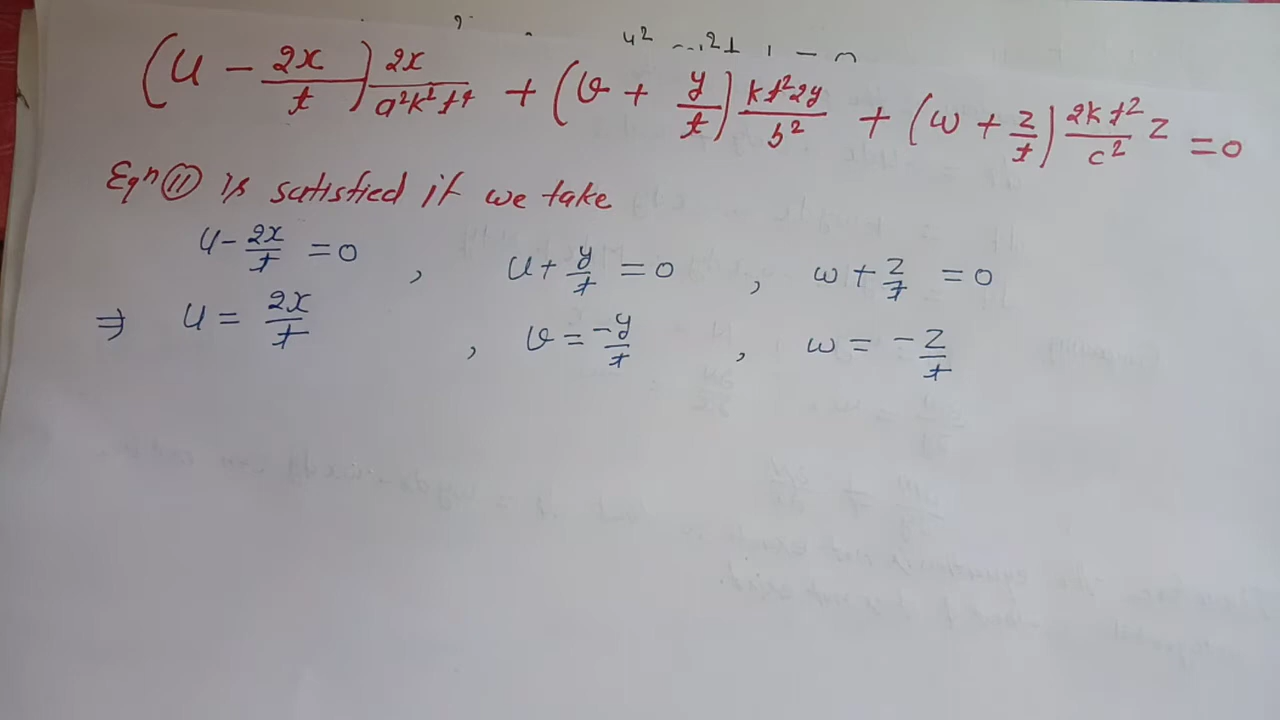 (u - 2x/t) 2x/a²k²t⁴ + (v + y/t) kt²2y/b² + (w + z/t) 2kt²/c² z = 0
Eqⁿ (11) is satisfied if we take
u - 2x/t = 0 , u + y/t = 0 , w + z/t = 0
⇒ u = 2x/t , v = -y/t , w = -z/t